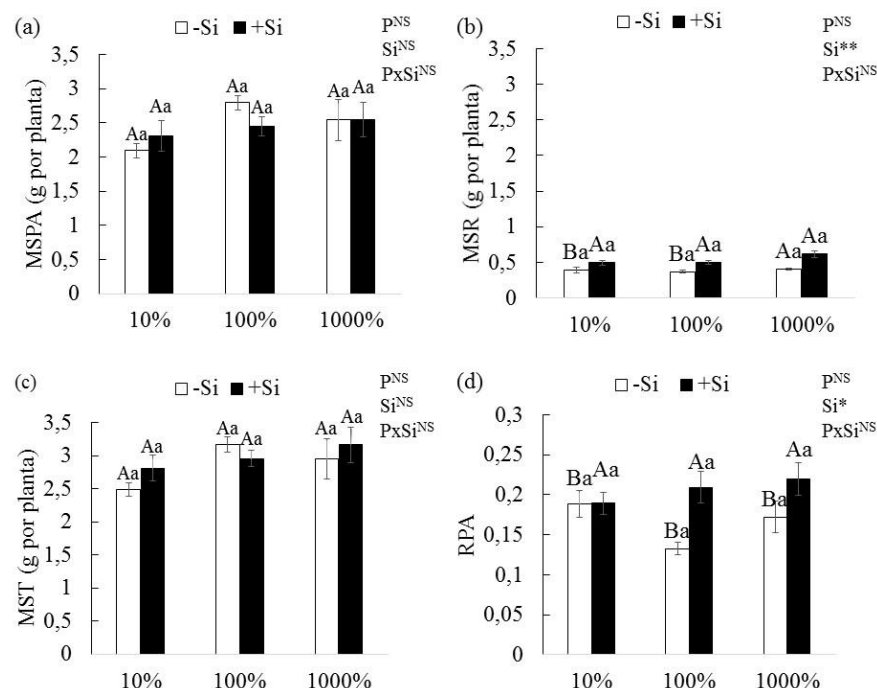 (a)
-Si +Si
P^NS
Si^NS
PxSi^NS
MSPA (g por planta)
3,5
3
2,5
2
1,5
1
0,5
0
Aa Aa Aa Aa Aa Aa
10% 100% 1000%
(b)
-Si +Si
P^NS
Si**
PxSi^NS
MSR (g por planta)
3,5
3
2,5
2
1,5
1
0,5
0
Ba Aa Ba Aa Aa Aa
10% 100% 1000%
(c)
-Si +Si
P^NS
Si^NS
PxSi^NS
MST (g por planta)
3,5
3
2,5
2
1,5
1
0,5
0
Aa Aa Aa Aa Aa Aa
10% 100% 1000%
(d)
-Si +Si
P^NS
Si*
PxSi^NS
RPA
0,3
0,25
0,2
0,15
0,1
0,05
0
Ba Aa Ba Aa Ba Aa
10% 100% 1000%